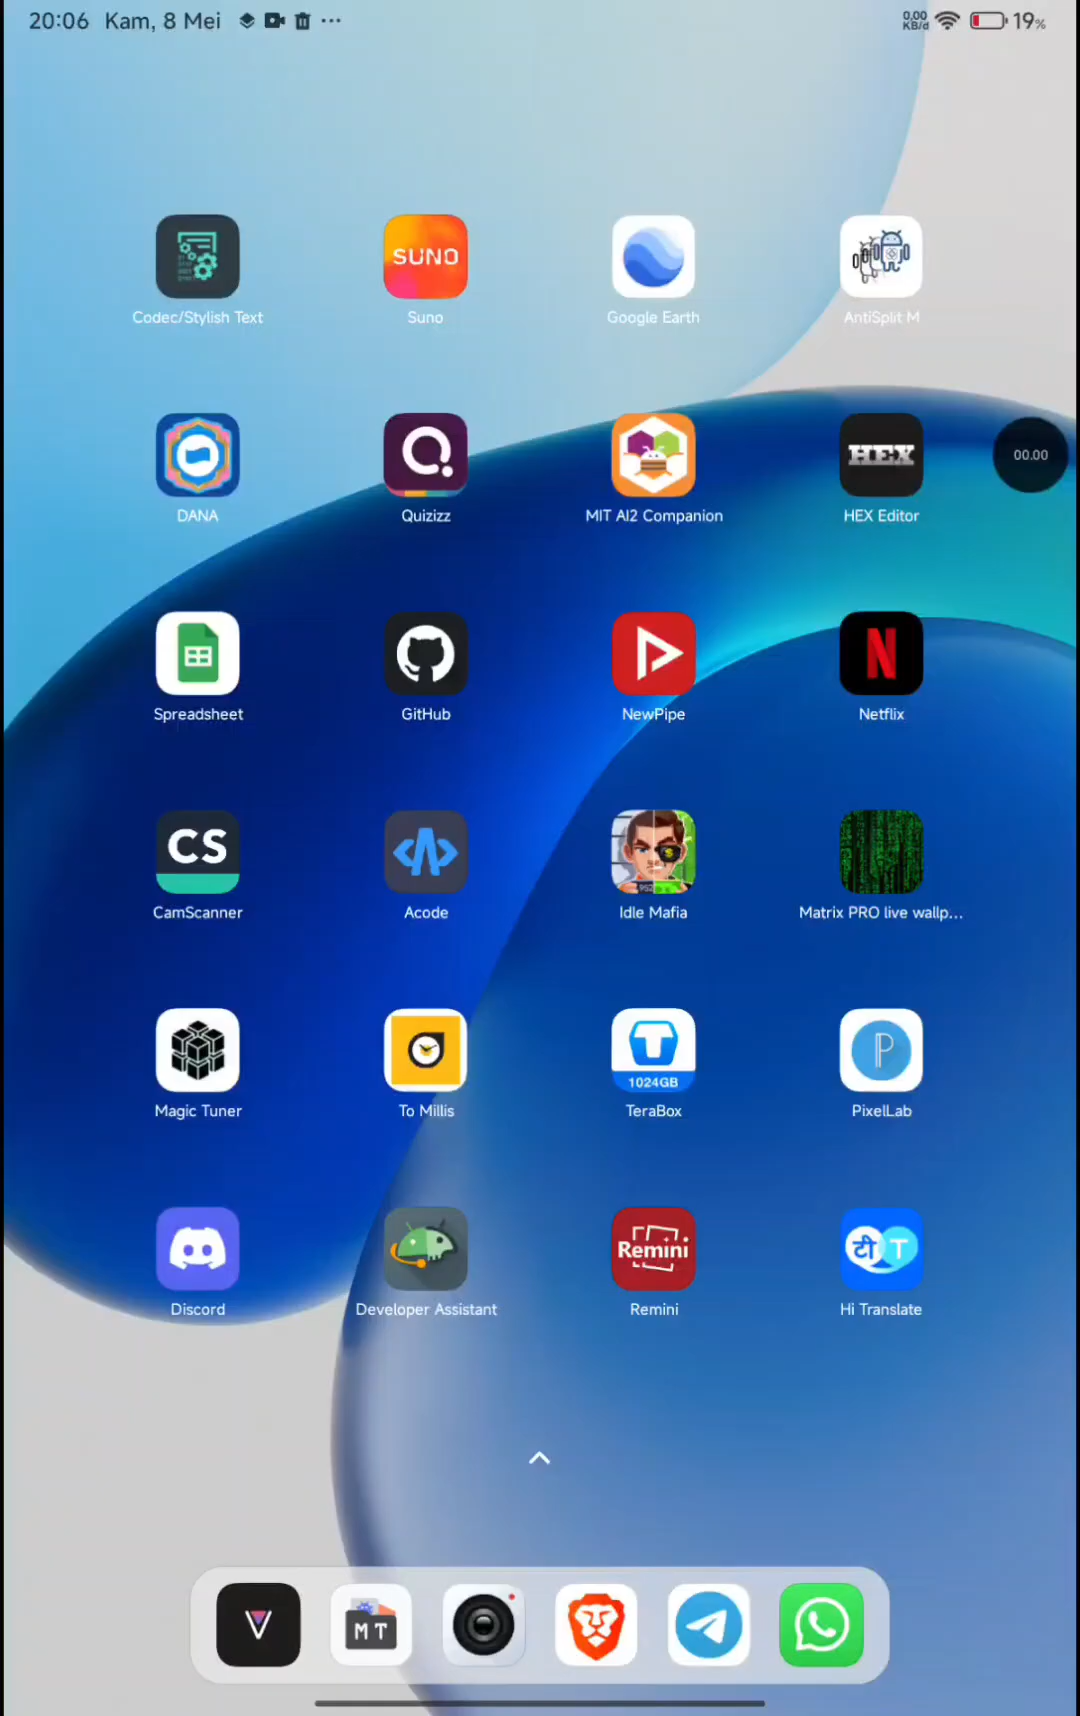 20:06 Kam, 8 Mei
0,00 KB/d 19%
SUNO
Codec/Stylish Text Suno Google Earth AntiSplit M
HEX
00.00
DANA Quizizz MIT AI2 Companion HEX Editor
Spreadsheet GitHub NewPipe Netflix
CS
CamScanner Acode Idle Mafia Matrix PRO live wallp...
1024GB
Magic Tuner To Millis TeraBox PixelLab
Remini
टी T
Discord Developer Assistant Remini Hi Translate
M T